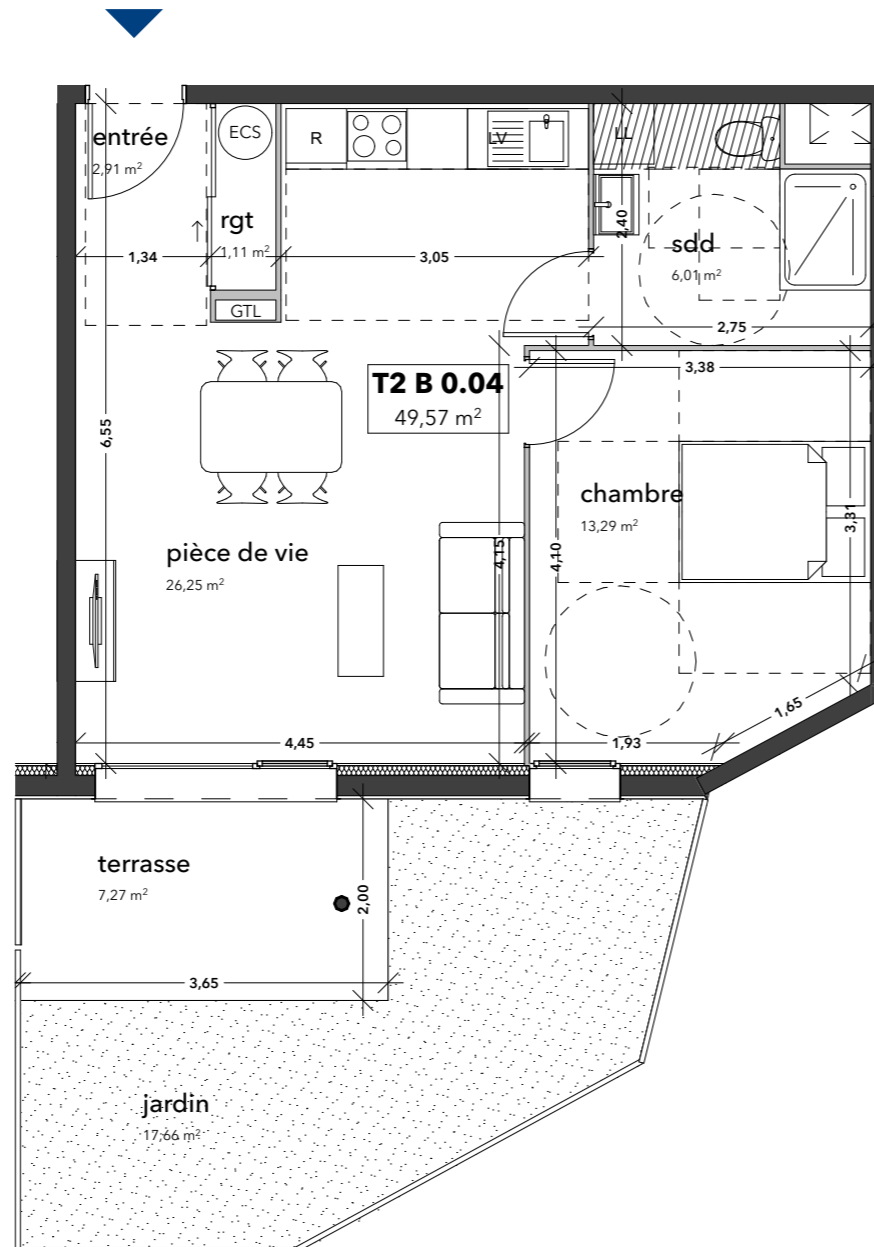 entrée
2,91 m²
ECS
R
LV
LL
rgt
1,11 m²
1,34
3,05
2,40
sdd
6,01 m²
GTL
2,75
3,38
T2 B 0.04
49,57 m²
6,55
chambre
13,29 m²
3,31
4,15
4,10
pièce de vie
26,25 m²
1,65
4,45
1,93
terrasse
7,27 m²
2,00
3,65
jardin
17,66 m²